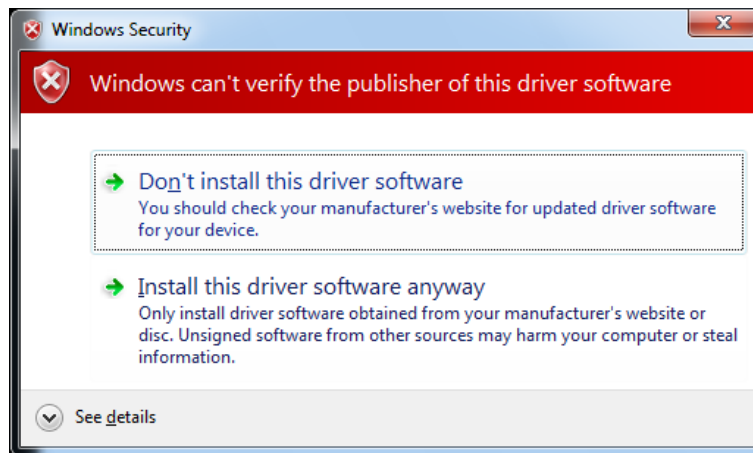 Windows Security
Windows can't verify the publisher of this driver software
Don't install this driver software
You should check your manufacturer's website for updated driver software
for your device.
Install this driver software anyway
Only install driver software obtained from your manufacturer's website or
disc. Unsigned software from other sources may harm your computer or steal
information.
See details